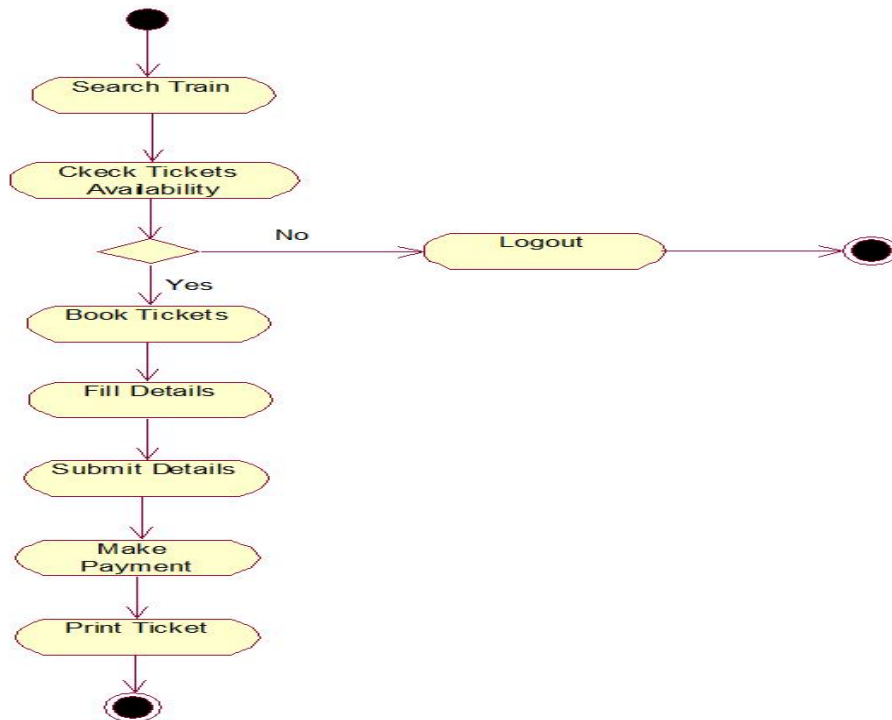 Search Train
Ckeck Tickets
Availability
No
Logout
Yes
Book Tickets
Fill Details
Submit Details
Make
Payment
Print Ticket